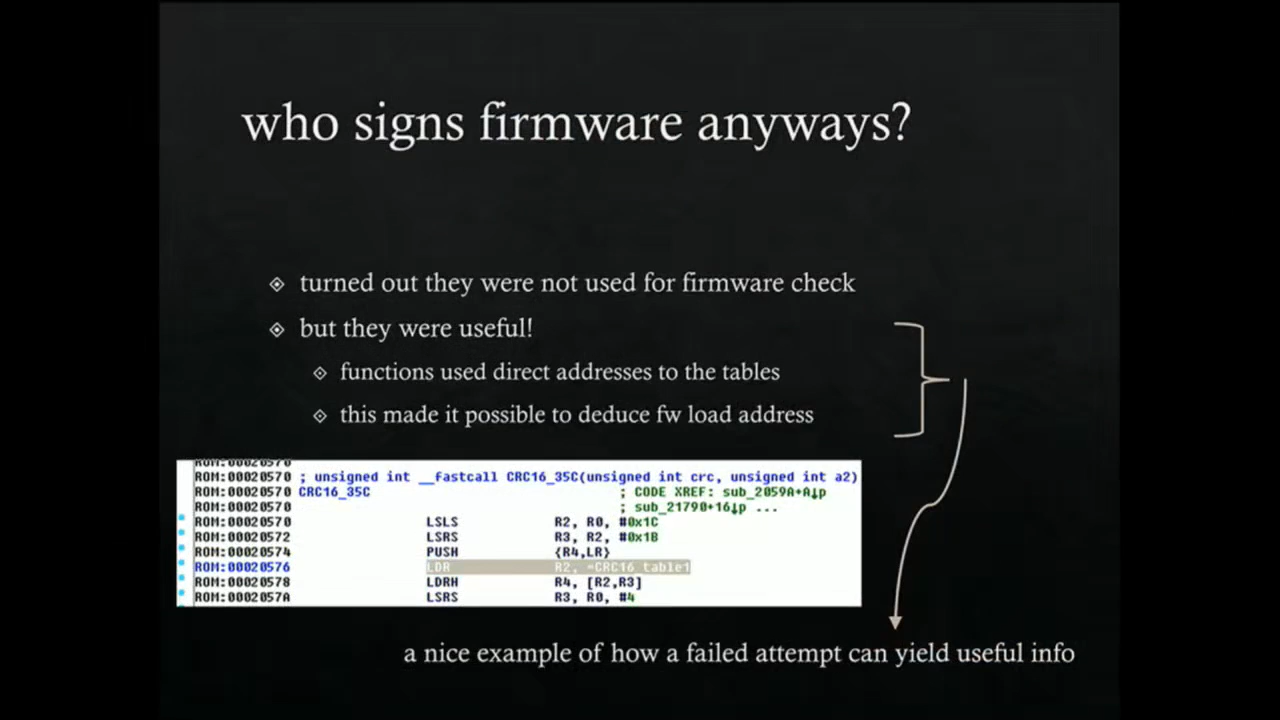 who signs firmware anyways?
turned out they were not used for firmware check
but they were useful!
functions used direct addresses to the tables
this made it possible to deduce fw load address
ROM:00020570
ROM:00020570 ; unsigned int __fastcall CRC16_35C(unsigned int crc, unsigned int a2)
ROM:00020570 CRC16_35C ; CODE XREF: sub_2059A+A↓p
ROM:00020570 ; sub_21790+16↓p ...
ROM:00020570 LSLS R2, R0, #0x1C
ROM:00020572 LSRS R3, R2, #0x1B
ROM:00020574 PUSH {R4,LR}
ROM:00020576 LDR R2, =CRC16_table1
ROM:00020578 LDRH R4, [R2,R3]
ROM:0002057A LSRS R3, R0, #4
a nice example of how a failed attempt can yield useful info